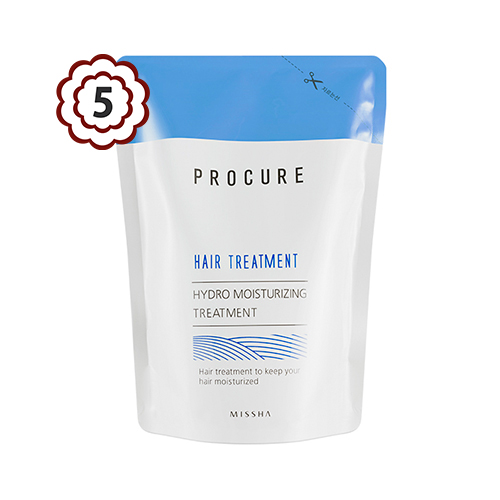 5
PROCURE
HAIR TREATMENT
HYDRO MOISTURIZING
TREATMENT
Hair treatment to keep your
hair moisturized
MISSHA